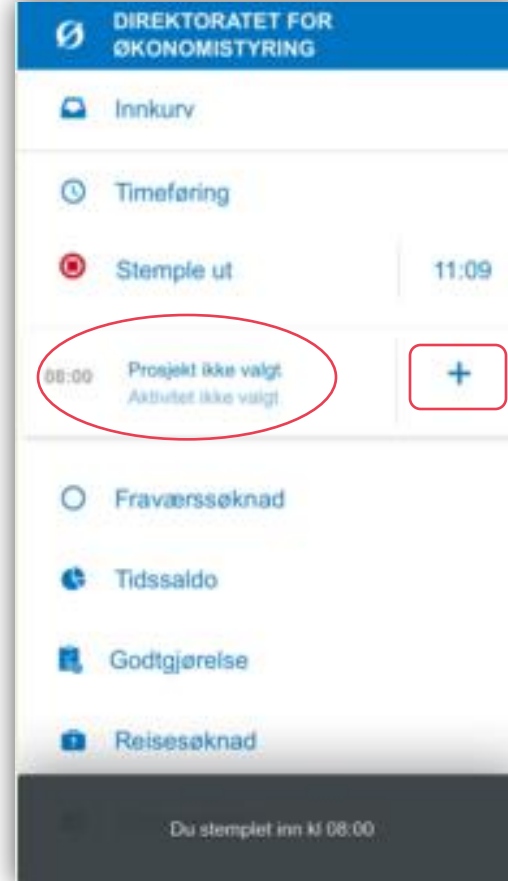 DIREKTORATET FOR
ØKONOMISTYRING
Innkurv
Timeføring
Stemple ut 11:09
08:00 Prosjekt ikke valgt
Aktivitet ikke valgt
Fraværssøknad
Tidssaldo
Godtgjørelse
Reisesøknad
Du stemplet inn kl 08:00